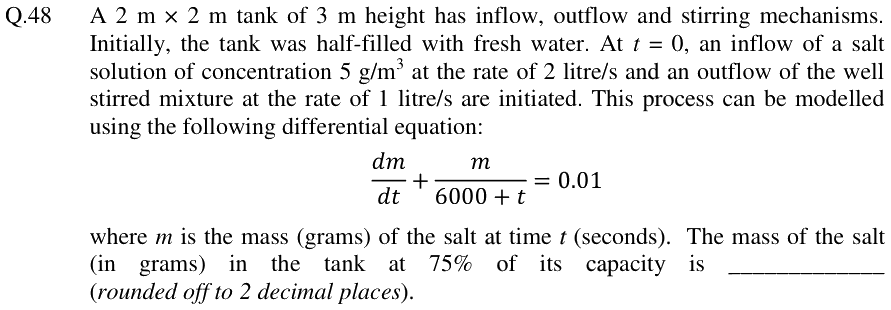 Q.48 A 2 m × 2 m tank of 3 m height has inflow, outflow and stirring mechanisms.
Initially, the tank was half-filled with fresh water. At t = 0, an inflow of a salt
solution of concentration 5 g/m³ at the rate of 2 litre/s and an outflow of the well
stirred mixture at the rate of 1 litre/s are initiated. This process can be modelled
using the following differential equation:
dm/dt + m/(6000 + t) = 0.01
where m is the mass (grams) of the salt at time t (seconds). The mass of the salt
(in grams) in the tank at 75% of its capacity is ______________
(rounded off to 2 decimal places).